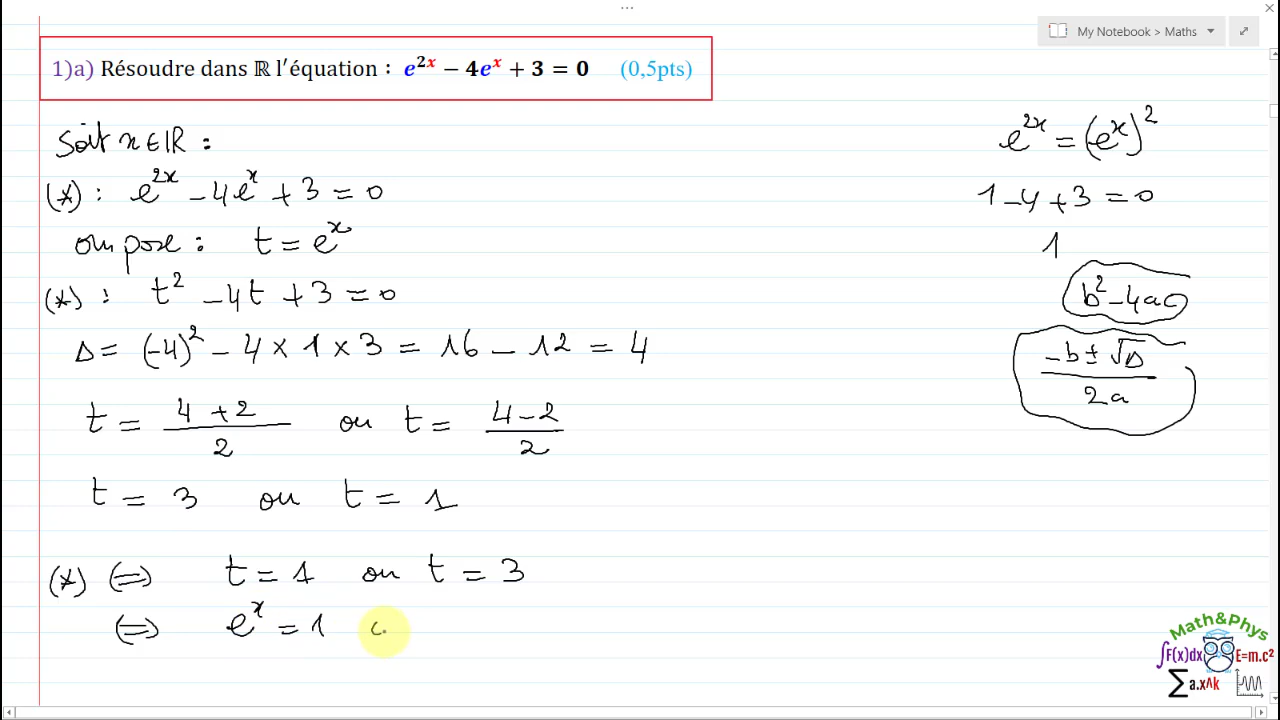 My Notebook > Maths
1)a) Résoudre dans ℝ l'équation : e^{2x} − 4e^x + 3 = 0 (0,5pts)
Soit x ∈ ℝ :
(*) : e^{2x} - 4e^x + 3 = 0
on pose : t = e^x
(*) : t² - 4t + 3 = 0
Δ = (-4)² - 4 × 1 × 3 = 16 - 12 = 4
t = (4+2)/2 ou t = (4-2)/2
t = 3 ou t = 1
(*) ⟺ t = 1 ou t = 3
⟺ e^x = 1
e^{2x} = (e^x)²
1 - 4 + 3 = 0
1
b² - 4ac
(-b ± √Δ)/2a
Math&Phys
∫F(x)dx E=m.c²
∑ a.x^k